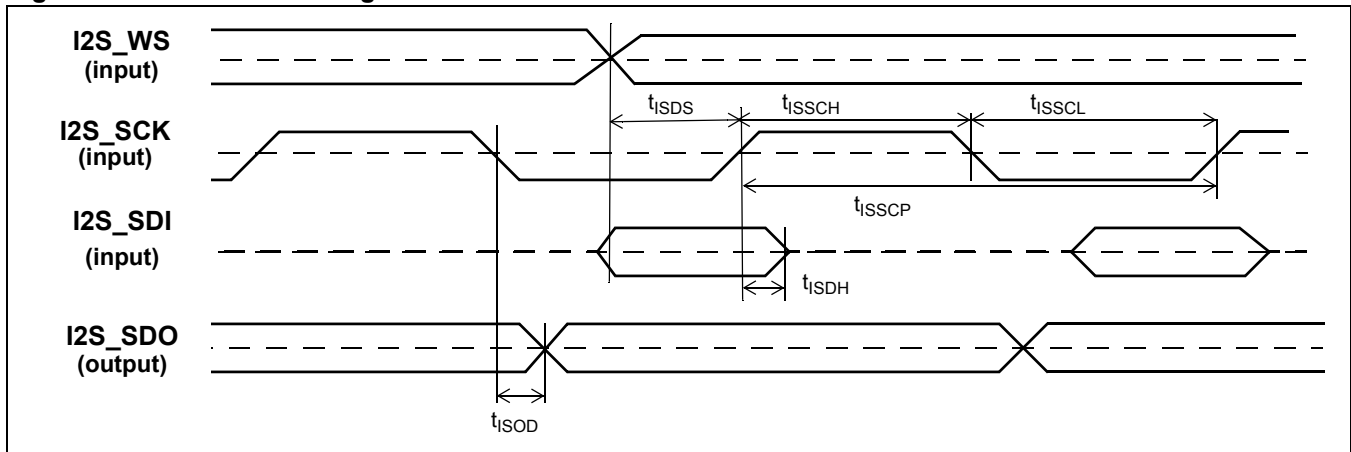 I2S_WS
(input)
tISDS
tISSCH
tISSCL
I2S_SCK
(input)
tISSCP
I2S_SDI
(input)
tISDH
I2S_SDO
(output)
tISOD